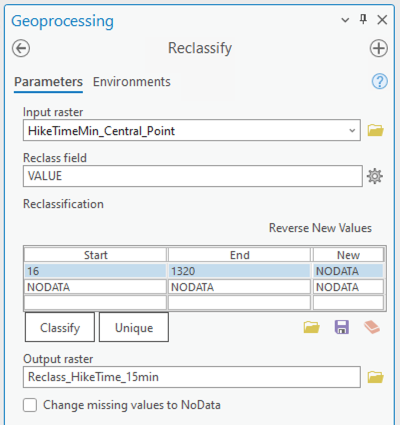 Geoprocessing
Reclassify
Parameters Environments
Input raster
HikeTimeMin_Central_Point
Reclass field
VALUE
Reclassification
Reverse New Values
Start End New
16 1320 NODATA
NODATA NODATA NODATA
Classify Unique
Output raster
Reclass_HikeTime_15min
Change missing values to NoData